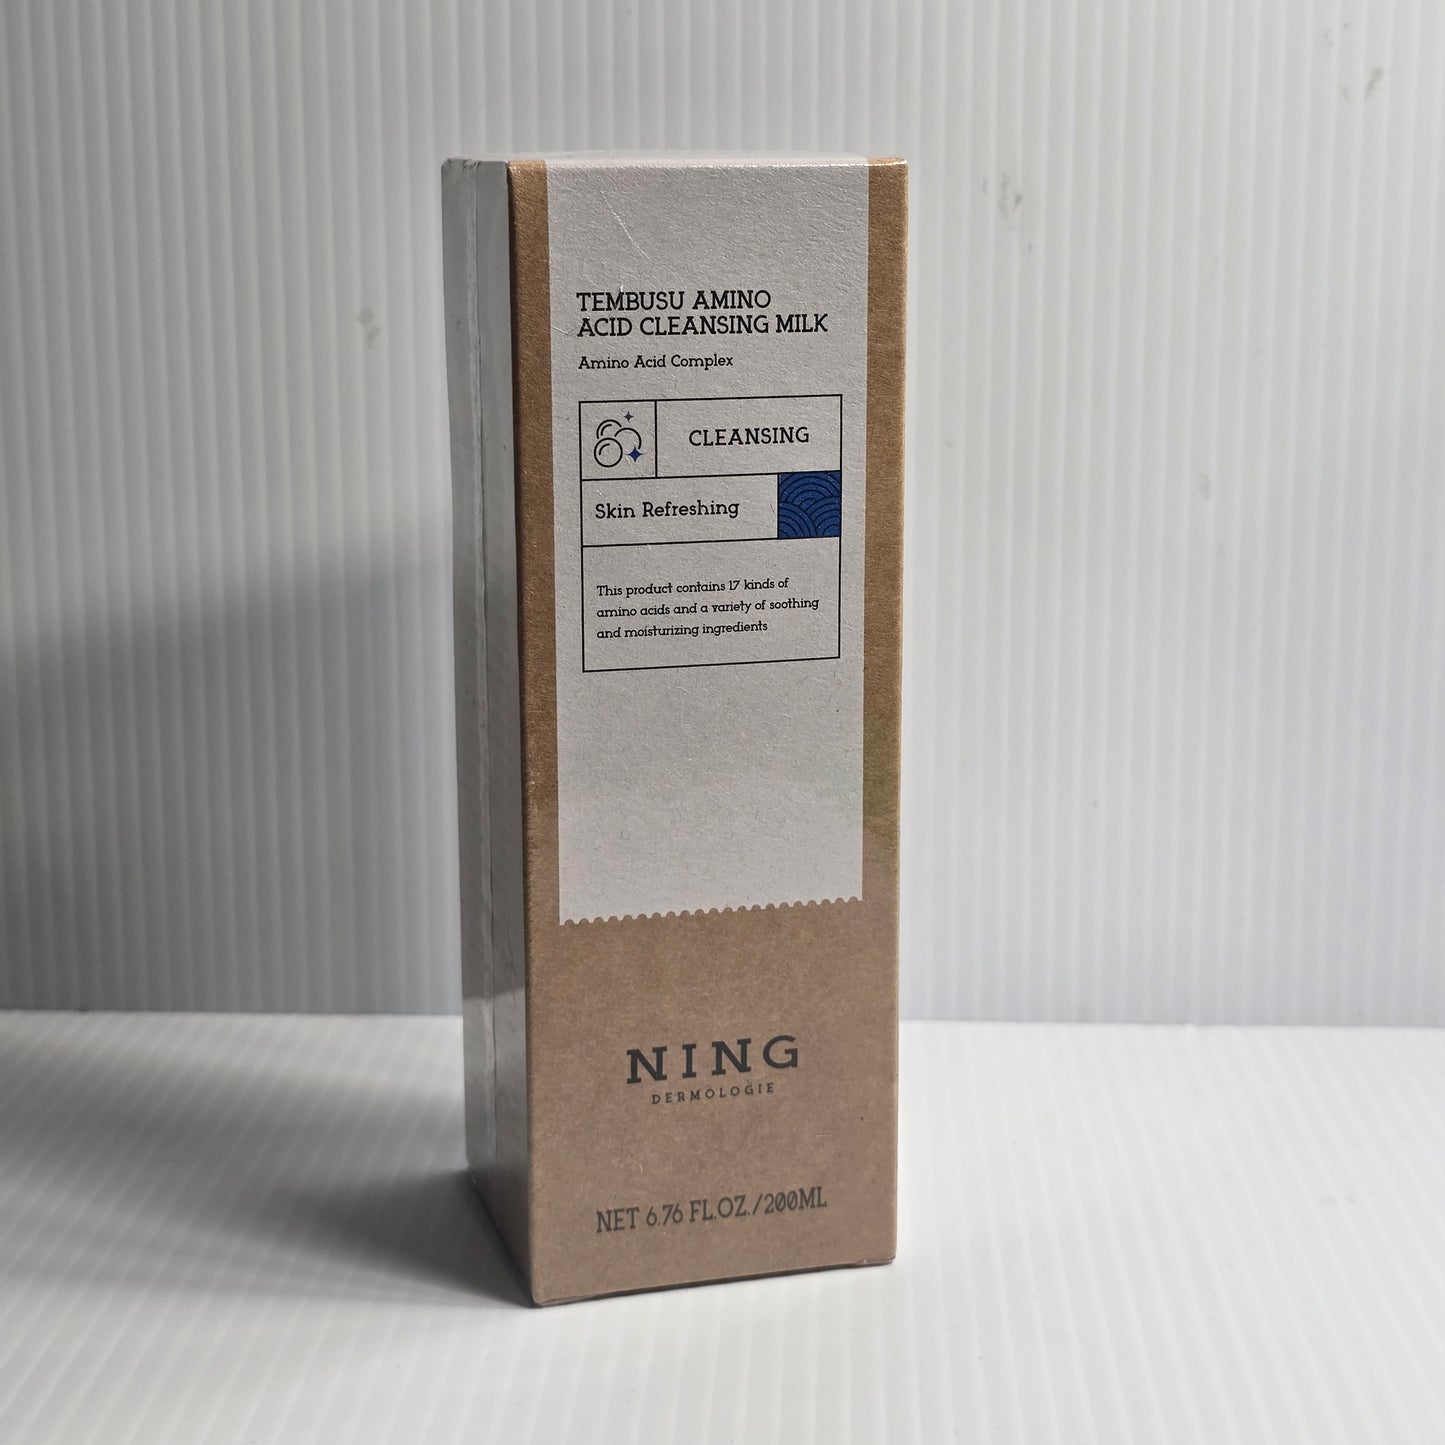 TEMBUSU AMINO
ACID CLEANSING MILK
Amino Acid Complex
CLEANSING
Skin Refreshing
This product contains 17 kinds of
amino acids and a variety of soothing
and moisturizing ingredients
NING
DERMÖLOGIE
NET 6.76 FL.OZ./200ML